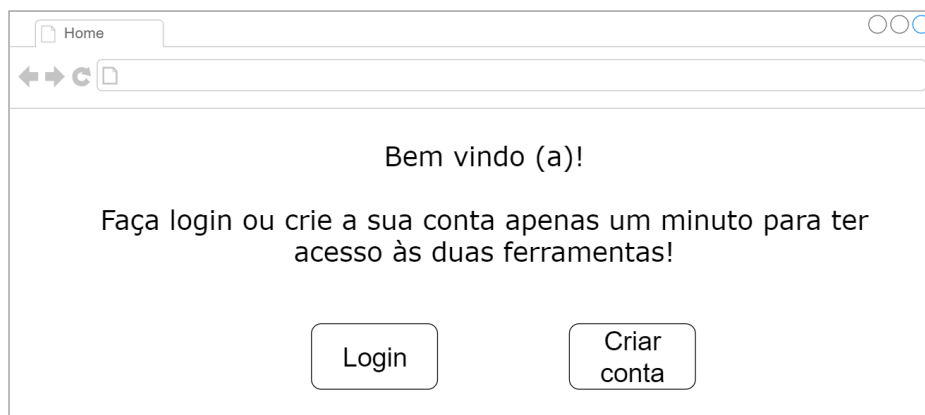 Home
Bem vindo (a)!
Faça login ou crie a sua conta apenas um minuto para ter
acesso às duas ferramentas!
Login
Criar
conta